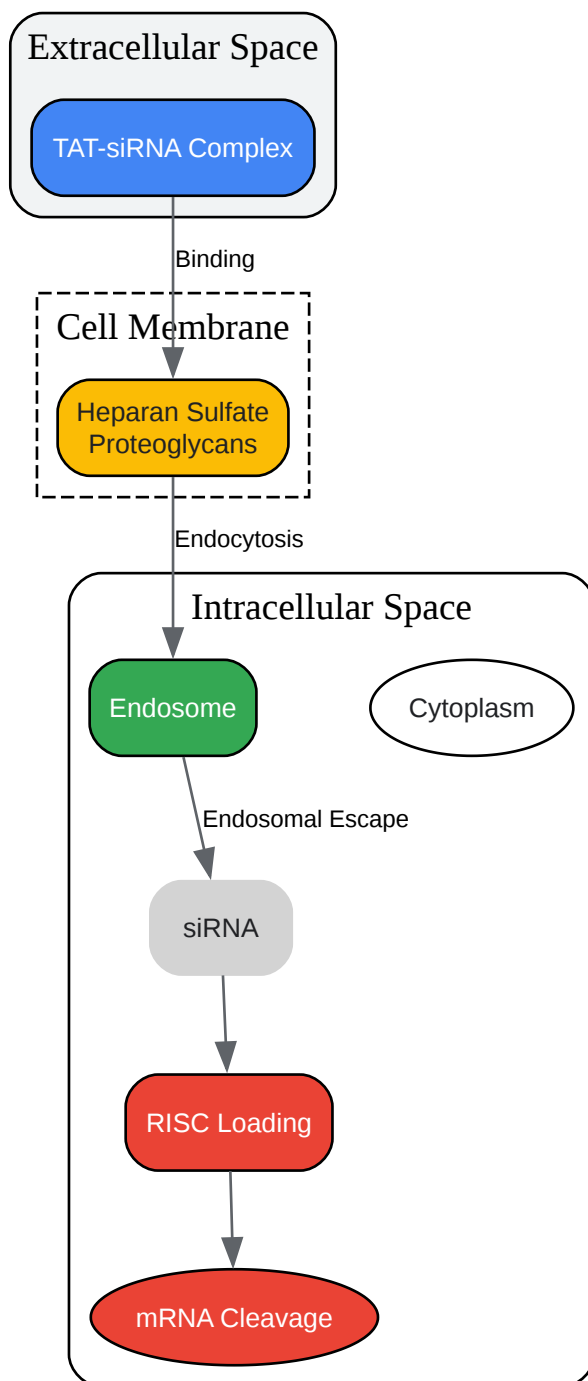 Extracellular Space
TAT-siRNA Complex
Binding
Cell Membrane
Heparan Sulfate
Proteoglycans
Endocytosis
Intracellular Space
Endosome
Cytoplasm
Endosomal Escape
siRNA
RISC Loading
mRNA Cleavage